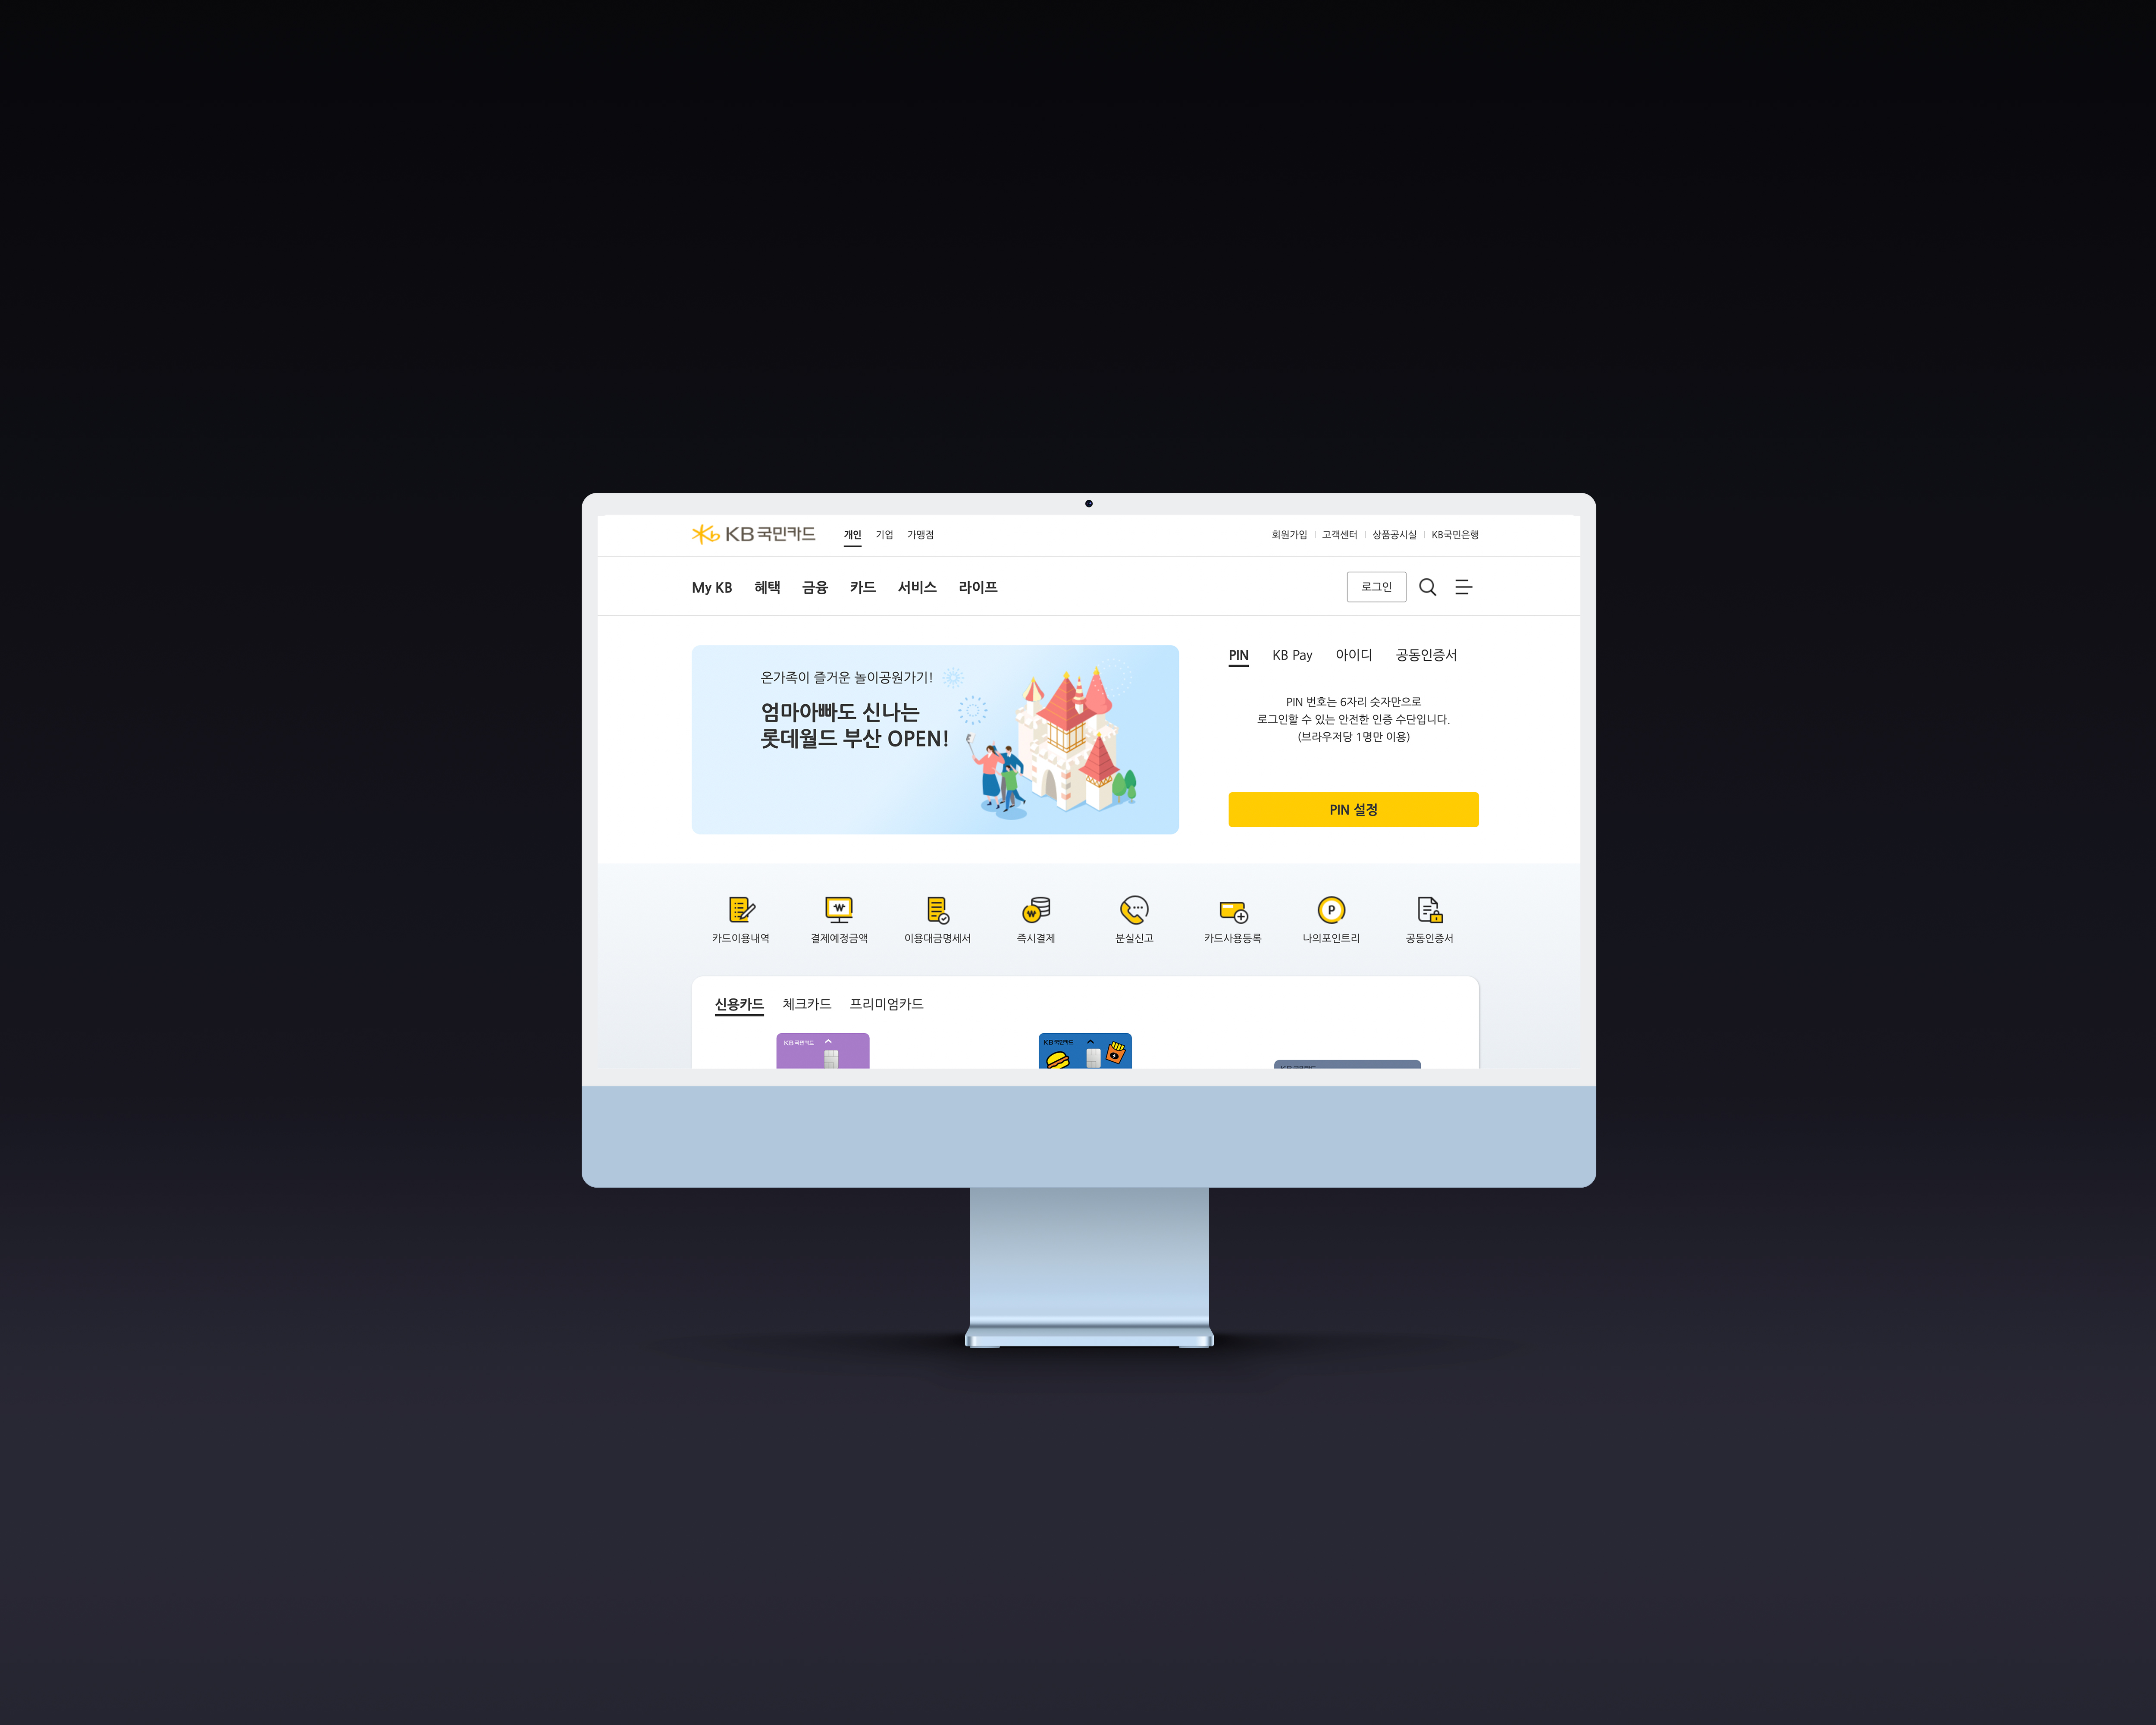 KB 국민카드
개인 기업 가맹점
회원가입 고객센터 상품공시실 KB국민은행
My KB 혜택 금융 카드 서비스 라이프
로그인
온가족이 즐거운 놀이공원가기!
엄마아빠도 신나는
롯데월드 부산 OPEN!
PIN KB Pay 아이디 공동인증서
PIN 번호는 6자리 숫자만으로
로그인할 수 있는 안전한 인증 수단입니다.
(브라우저당 1명만 이용)
PIN 설정
카드이용내역 결제예정금액 이용대금명세서 즉시결제 분실신고 카드사용등록 나의포인트리 공동인증서
신용카드 체크카드 프리미엄카드
KB국민카드 KB국민카드